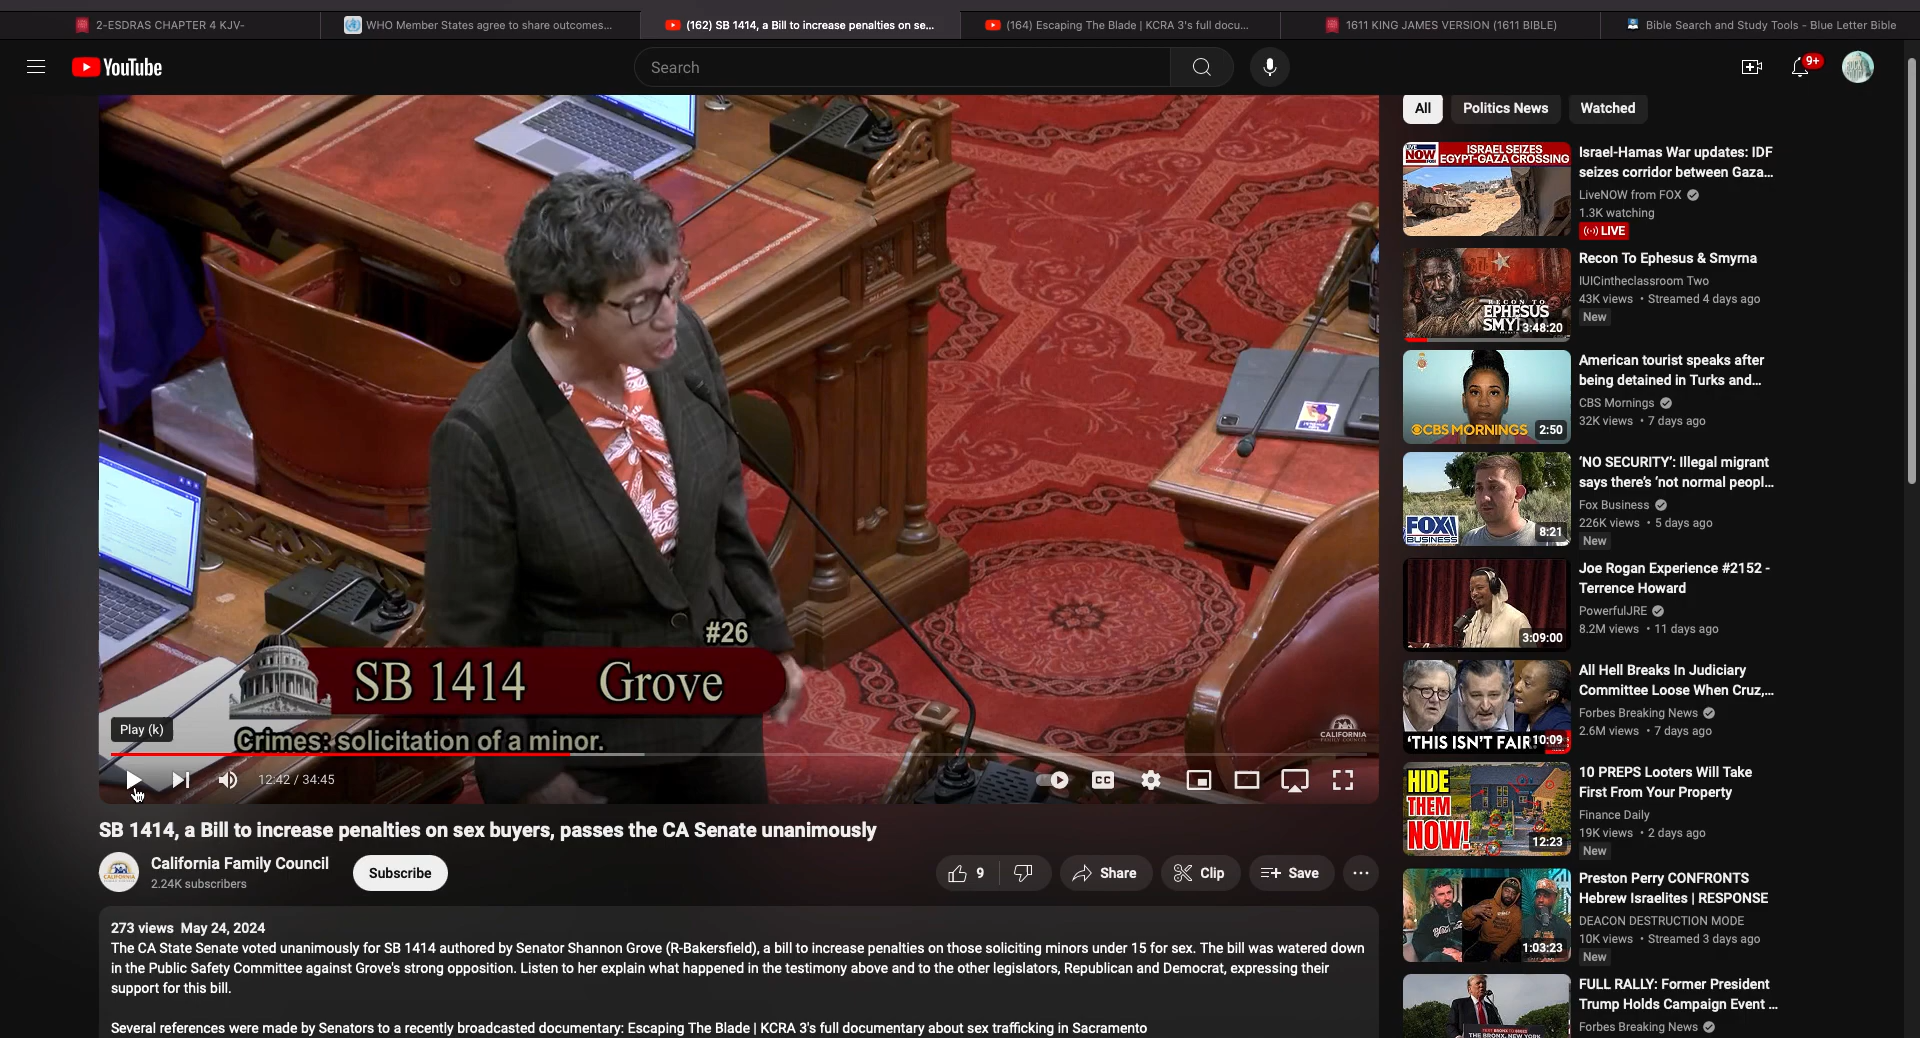 2-ESDRAS CHAPTER 4 KJV-
WHO Member States agree to share outcomes...
(162) SB 1414, a Bill to increase penalties on se...
(164) Escaping The Blade | KCRA 3's full docu...
1611 KING JAMES VERSION (1611 BIBLE)
Bible Search and Study Tools - Blue Letter Bible
YouTube
Search
9+
#26
SB 1414 Grove
Crimes: solicitation of a minor.
CALIFORNIA
FAMILY COUNCIL
Play (k)
12:42 / 34:45
CC
SB 1414, a Bill to increase penalties on sex buyers, passes the CA Senate unanimously
California Family Council
2.24K subscribers
Subscribe
9
Share
Clip
Save
273 views May 24, 2024
The CA State Senate voted unanimously for SB 1414 authored by Senator Shannon Grove (R-Bakersfield), a bill to increase penalties on those soliciting minors under 15 for sex. The bill was watered down
in the Public Safety Committee against Grove's strong opposition. Listen to her explain what happened in the testimony above and to the other legislators, Republican and Democrat, expressing their
support for this bill.
Several references were made by Senators to a recently broadcasted documentary: Escaping The Blade | KCRA 3's full documentary about sex trafficking in Sacramento
All
Politics News
Watched
NOW
ISRAEL SEIZES
EGYPT-GAZA CROSSING
Israel-Hamas War updates: IDF
seizes corridor between Gaza...
LiveNOW from FOX
1.3K watching
LIVE
RECON TO
EPHESUS
SMY
3:48:20
Recon To Ephesus & Smyrna
IUICintheclassroom Two
43K views • Streamed 4 days ago
New
CBS MORNINGS
2:50
American tourist speaks after
being detained in Turks and...
CBS Mornings
32K views • 7 days ago
FOX
BUSINESS
8:21
'NO SECURITY': Illegal migrant
says there's 'not normal peopl...
Fox Business
226K views • 5 days ago
New
3:09:00
Joe Rogan Experience #2152 -
Terrence Howard
PowerfulJRE
8.2M views • 11 days ago
'THIS ISN'T FAIR
10:09
All Hell Breaks In Judiciary
Committee Loose When Cruz,...
Forbes Breaking News
2.6M views • 7 days ago
HIDE
THEM
NOW!
12:23
10 PREPS Looters Will Take
First From Your Property
Finance Daily
19K views • 2 days ago
New
1:03:23
Preston Perry CONFRONTS
Hebrew Israelites | RESPONSE
DEACON DESTRUCTION MODE
10K views • Streamed 3 days ago
New
THE BRONX, NEW YORK
FULL RALLY: Former President
Trump Holds Campaign Event ...
Forbes Breaking News